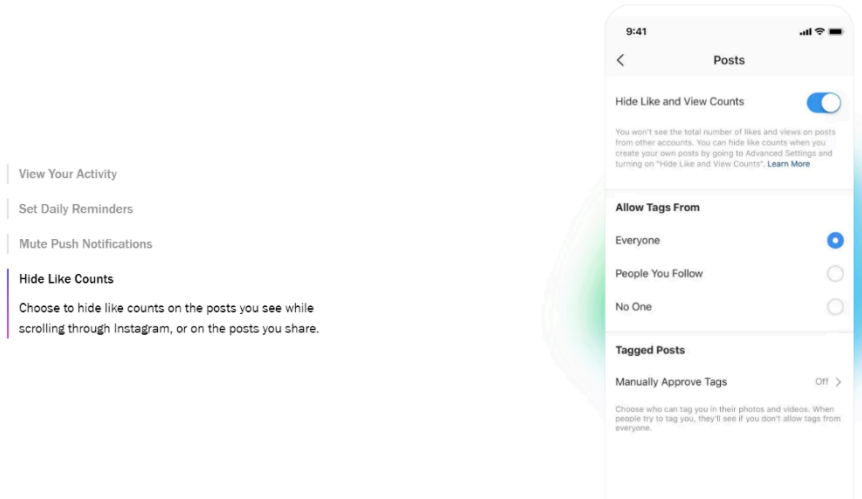 View Your Activity
Set Daily Reminders
Mute Push Notifications
Hide Like Counts
Choose to hide like counts on the posts you see while
scrolling through Instagram, or on the posts you share.
9:41
Posts
Hide Like and View Counts
You won't see the total number of likes and views on posts
from other accounts. You can hide like counts when you
create your own posts by going to Advanced Settings and
turning on "Hide Like and View Counts". Learn More
Allow Tags From
Everyone
People You Follow
No One
Tagged Posts
Manually Approve Tags Off
Choose who can tag you in their photos and videos. When
people try to tag you, they'll see if you don't allow tags from
everyone.